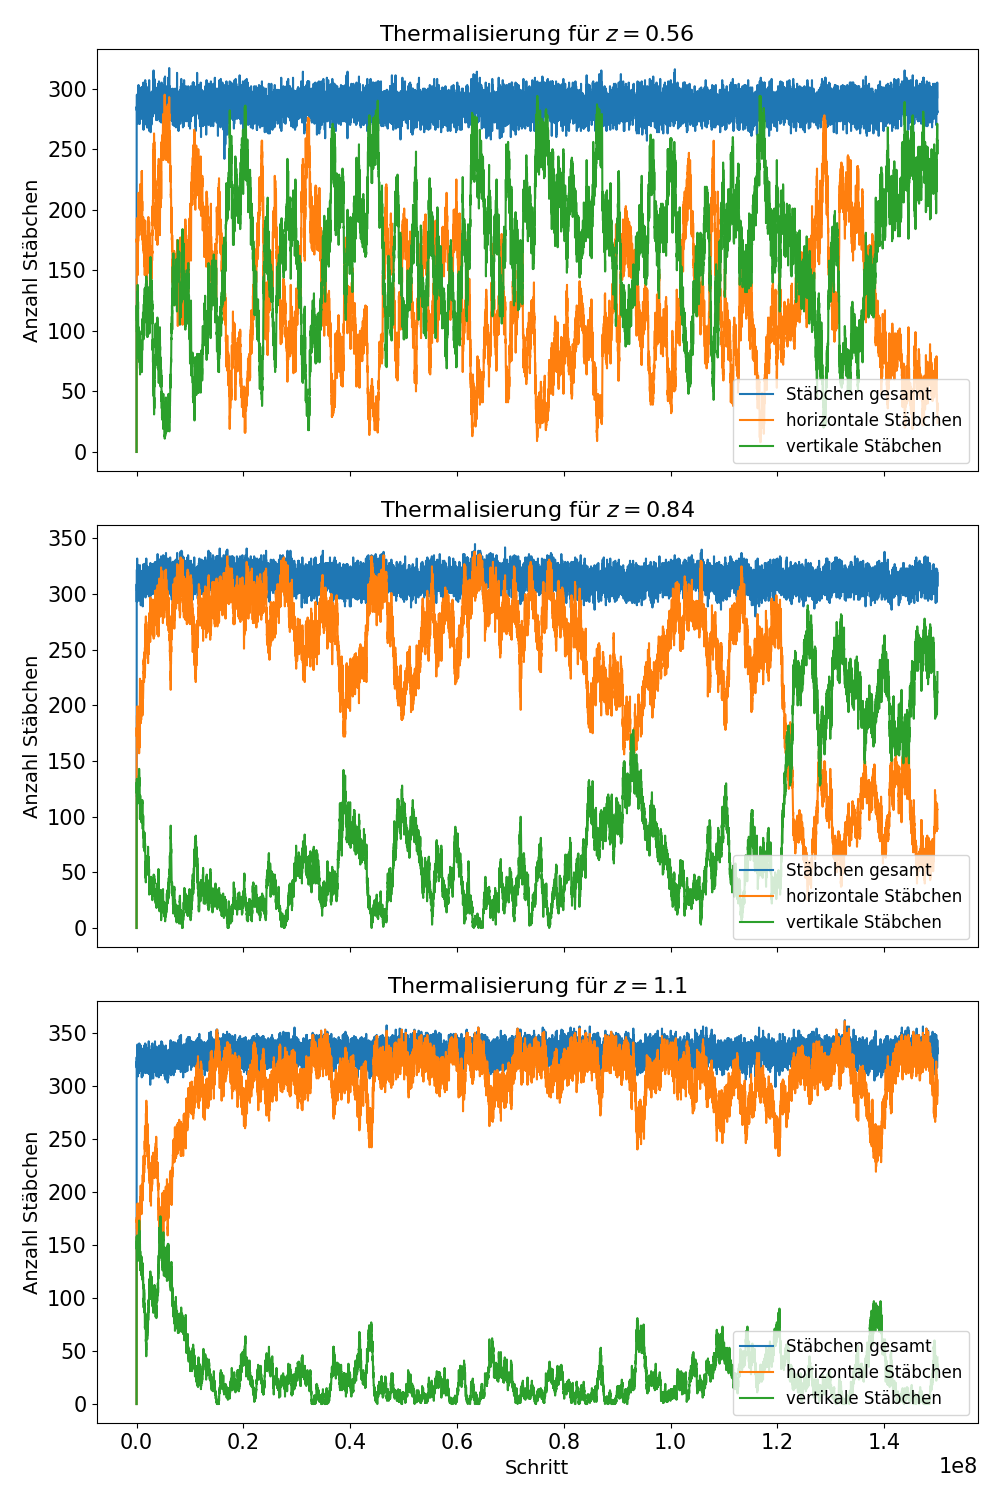 Thermalisierung für z = 0.56
Anzahl Stäbchen
300
250
200
150
100
50
0
Stäbchen gesamt
horizontale Stäbchen
vertikale Stäbchen
Thermalisierung für z = 0.84
Anzahl Stäbchen
350
300
250
200
150
100
50
0
Stäbchen gesamt
horizontale Stäbchen
vertikale Stäbchen
Thermalisierung für z = 1.1
Anzahl Stäbchen
350
300
250
200
150
100
50
0
Stäbchen gesamt
horizontale Stäbchen
vertikale Stäbchen
0.0 0.2 0.4 0.6 0.8 1.0 1.2 1.4
Schritt
1e8